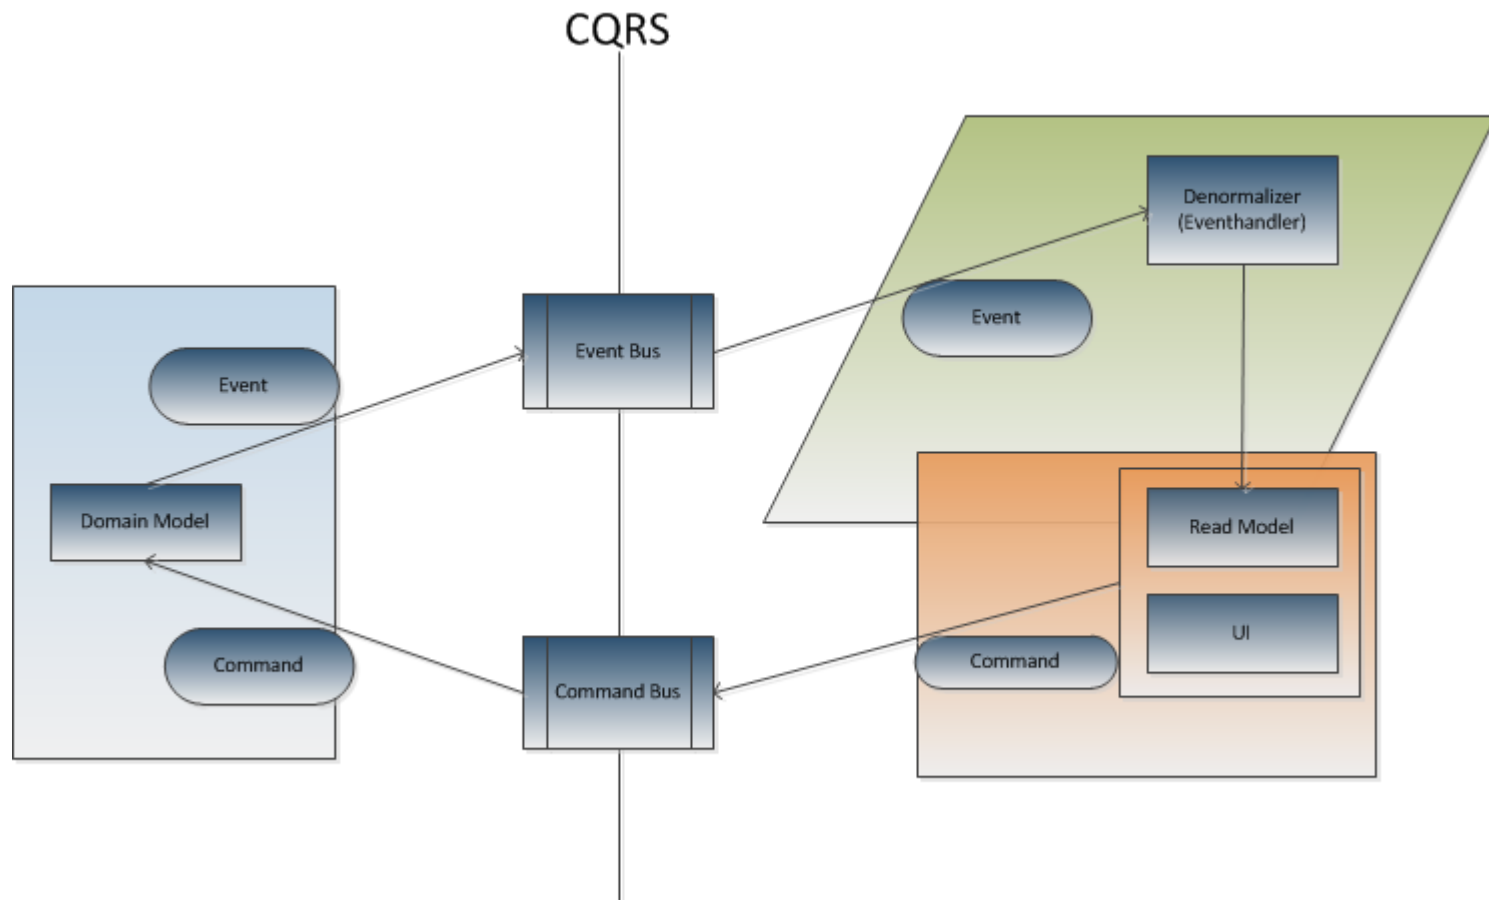 CQRS
Denormalizer
(Eventhandler)
Event
Event Bus
Event
Domain Model
Read Model
UI
Command
Command
Command Bus